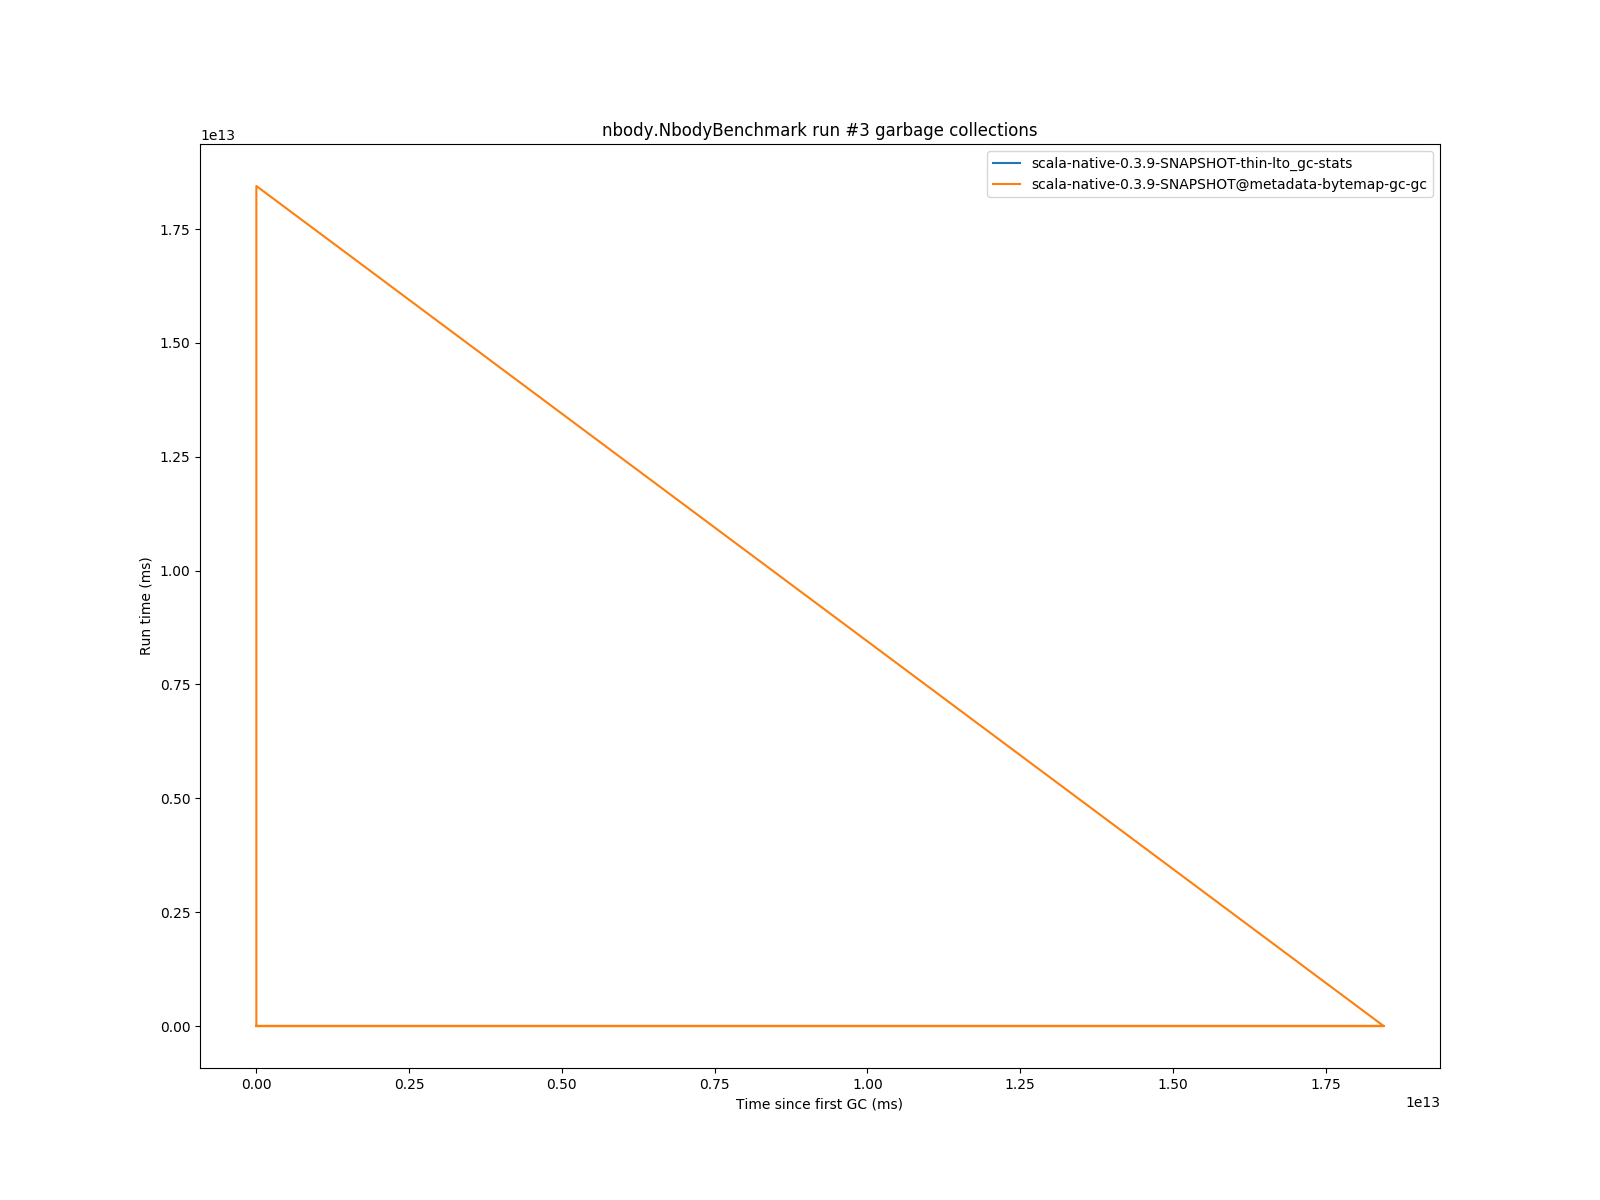 nbody.NbodyBenchmark run #3 garbage collections
1e13
scala-native-0.3.9-SNAPSHOT-thin-lto_gc-stats
scala-native-0.3.9-SNAPSHOT@metadata-bytemap-gc-gc
1.75
1.50
1.25
1.00
0.75
0.50
0.25
0.00
Run time (ms)
0.00 0.25 0.50 0.75 1.00 1.25 1.50 1.75
1e13
Time since first GC (ms)